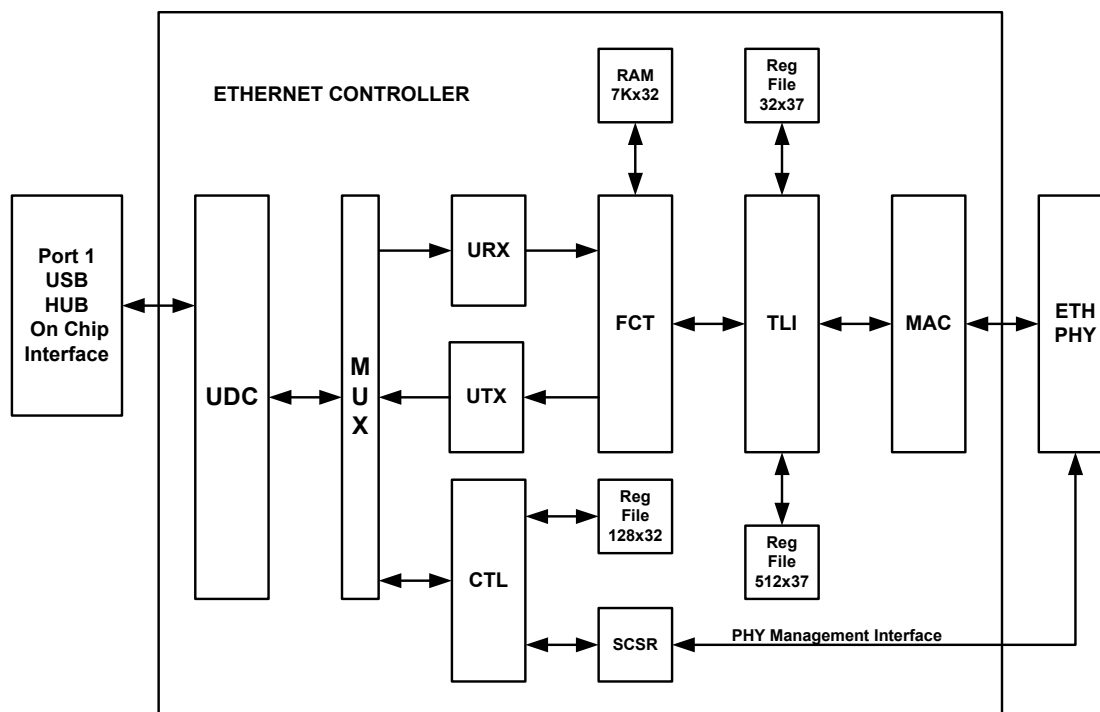 ETHERNET CONTROLLER
RAM
7Kx32
Reg
File
32x37
Port 1
USB
HUB
On Chip
Interface
UDC
M
U
X
URX
UTX
FCT
TLI
MAC
ETH
PHY
CTL
Reg
File
128x32
Reg
File
512x37
SCSR
PHY Management Interface